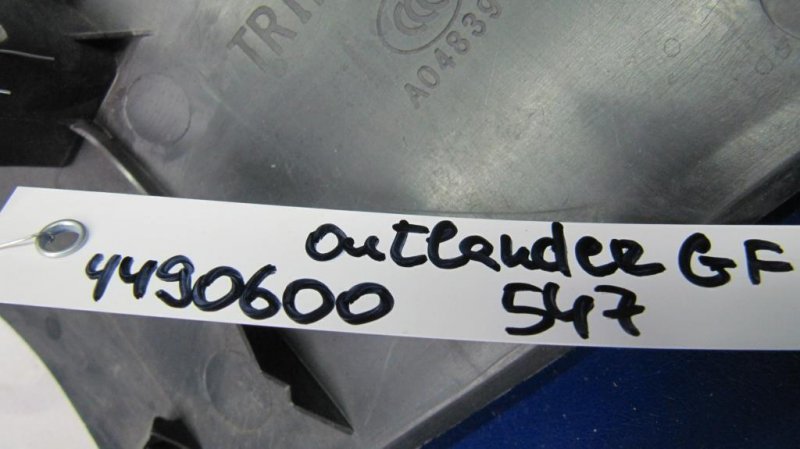 TRI
A04839
Outlander GF
4490600 547